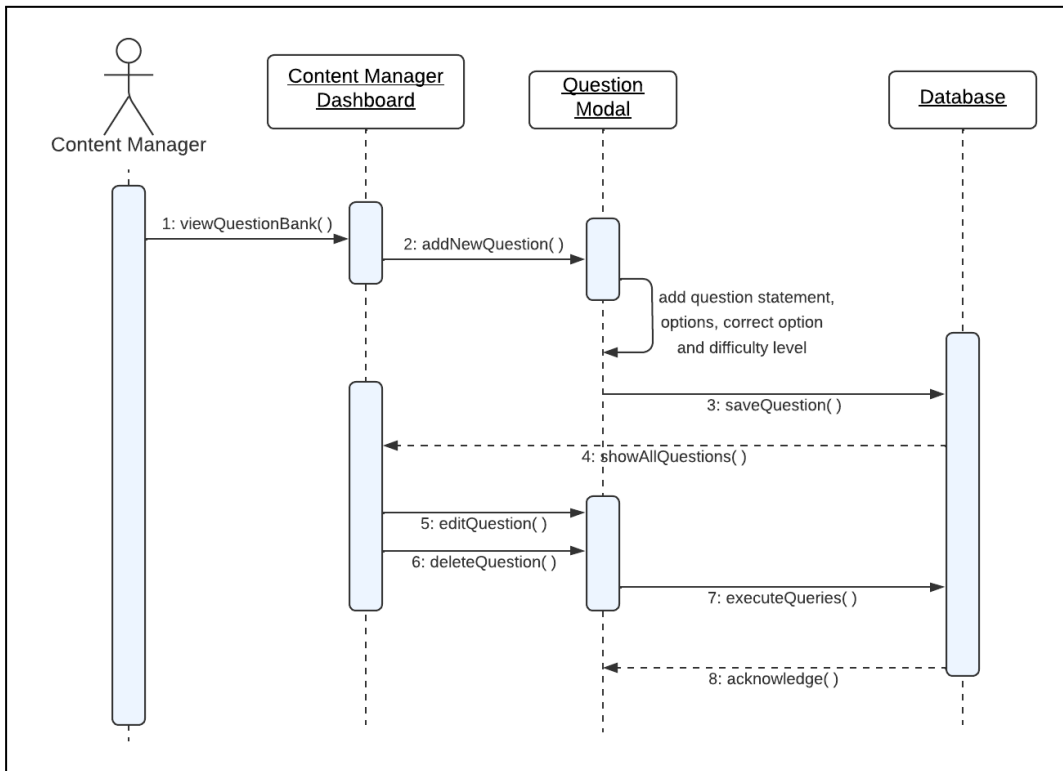 Content Manager
Dashboard
Question
Modal
Database
Content Manager
1: viewQuestionBank( )
2: addNewQuestion( )
add question statement,
options, correct option
and difficulty level
3: saveQuestion( )
4: showAllQuestions( )
5: editQuestion( )
6: deleteQuestion( )
7: executeQueries( )
8: acknowledge( )